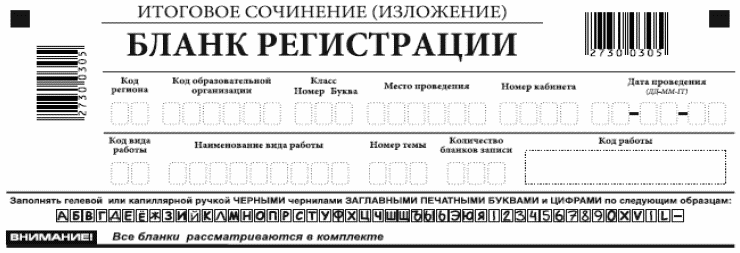 ИТОГОВОЕ СОЧИНЕНИЕ (ИЗЛОЖЕНИЕ)
БЛАНК РЕГИСТРАЦИИ
27300305
27300305
Код региона
Код образовательной организации
Класс
Номер Буква
Место проведения
Номер кабинета
Дата проведения
(ДД-ММ-ГГ)
Код вида работы
Наименование вида работы
Номер темы
Количество бланков записи
Код работы
Заполнять гелевой или капиллярной ручкой ЧЕРНЫМИ чернилами ЗАГЛАВНЫМИ ПЕЧАТНЫМИ БУКВАМИ и ЦИФРАМИ по следующим образцам:
АБВГДЕЁЖЗИЙКЛМНОПРСТУФХЦЧШЩЪЫЬЭЮЯ1234567890XVIL-
ВНИМАНИЕ! Все бланки рассматриваются в комплекте